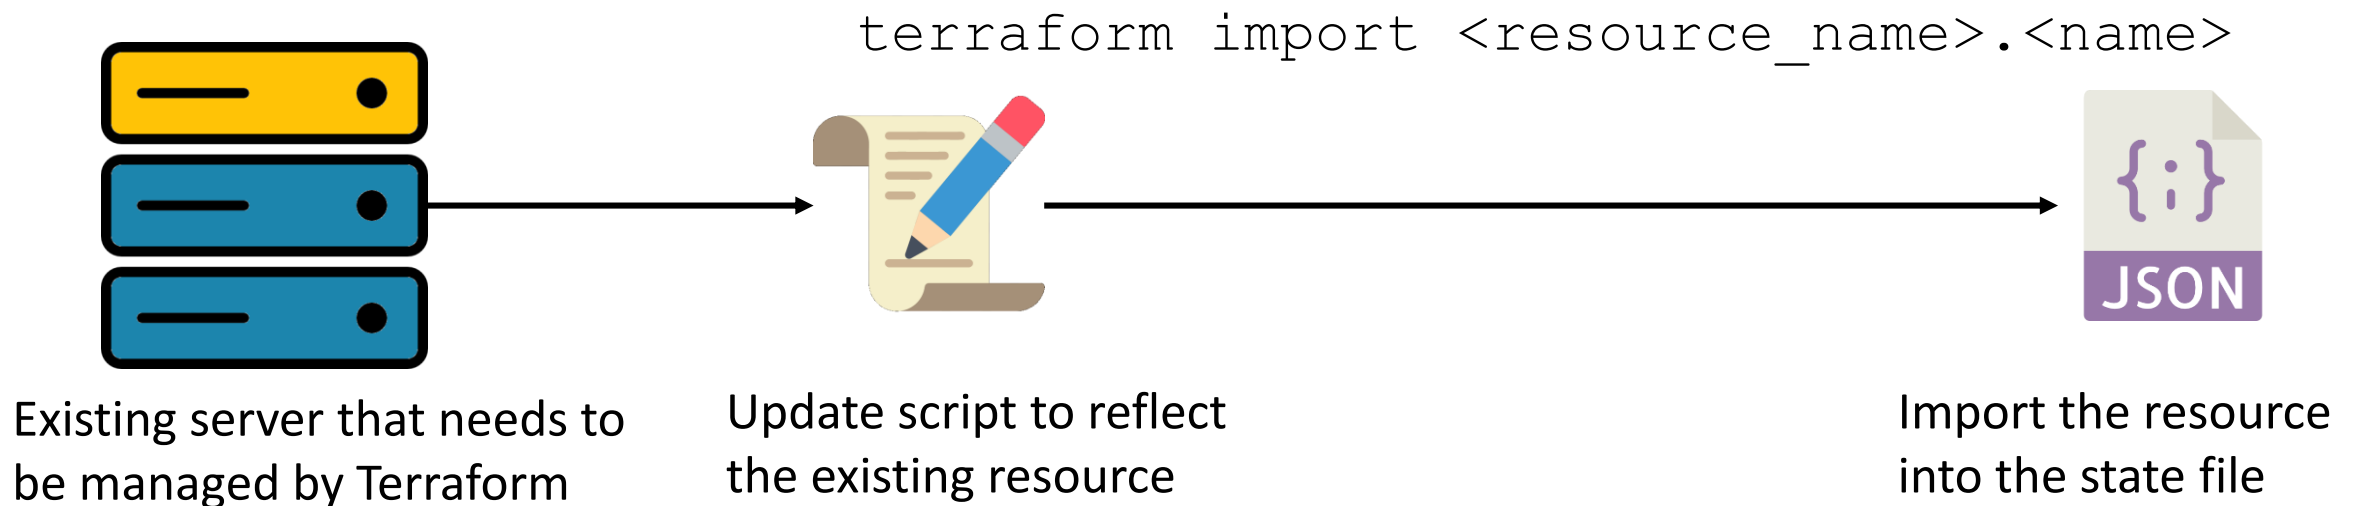 terraform import <resource_name>.<name>
JSON
Existing server that needs to
be managed by Terraform
Update script to reflect
the existing resource
Import the resource
into the state file